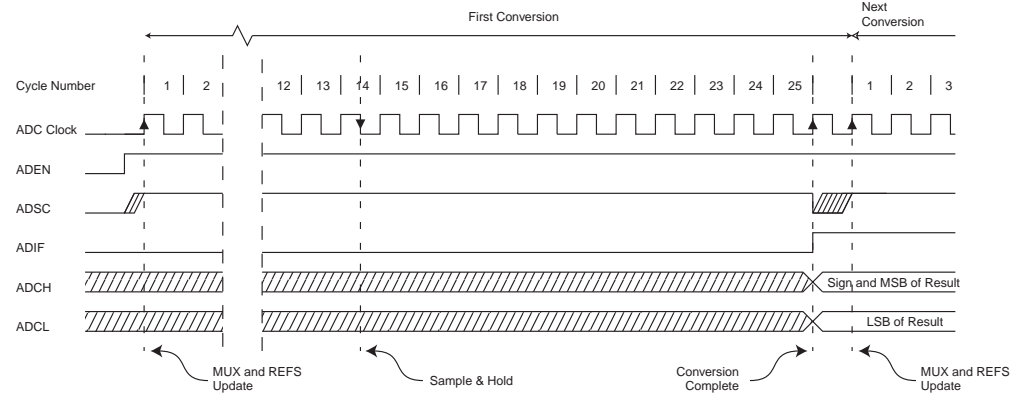 First Conversion
Next
Conversion
Cycle Number 1 2 12 13 14 15 16 17 18 19 20 21 22 23 24 25 1 2 3
ADC Clock
ADEN
ADSC
ADIF
ADCH Sign and MSB of Result
ADCL LSB of Result
MUX and REFS
Update
Sample & Hold
Conversion
Complete
MUX and REFS
Update